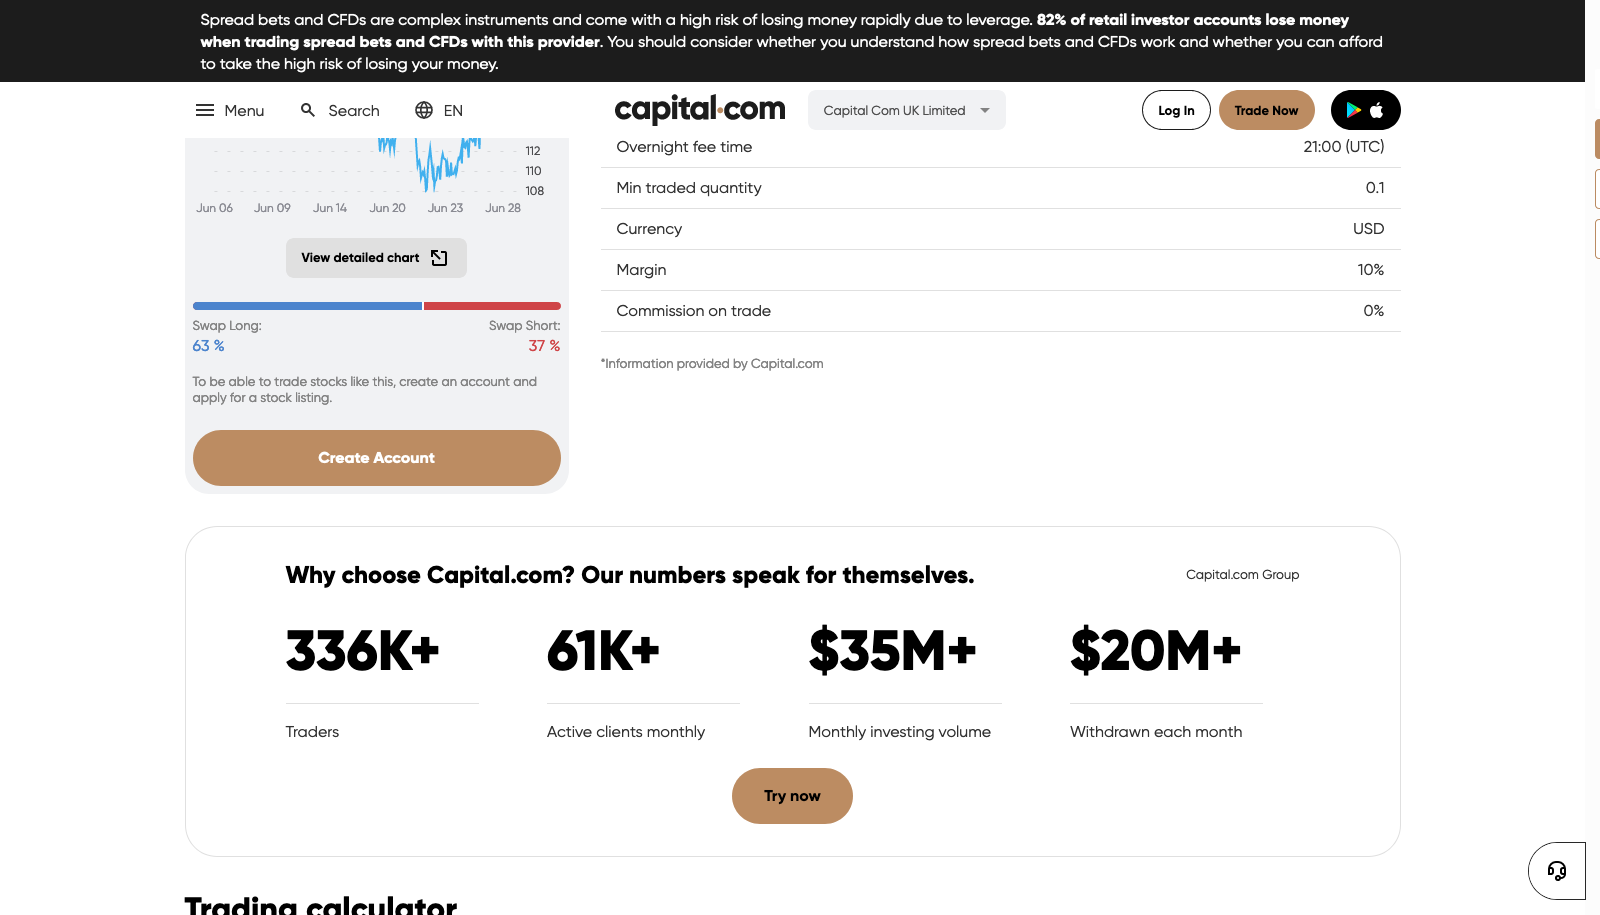 Spread bets and CFDs are complex instruments and come with a high risk of losing money rapidly due to leverage. 82% of retail investor accounts lose money
when trading spread bets and CFDs with this provider. You should consider whether you understand how spread bets and CFDs work and whether you can afford
to take the high risk of losing your money.
Menu
Search
EN
capital.com
Capital Com UK Limited
Log In
Trade Now
112
110
108
Jun 06 Jun 09 Jun 14 Jun 20 Jun 23 Jun 28
View detailed chart
Swap Long: Swap Short:
63 % 37 %
To be able to trade stocks like this, create an account and
apply for a stock listing.
Create Account
Overnight fee time 21:00 (UTC)
Min traded quantity 0.1
Currency USD
Margin 10%
Commission on trade 0%
*Information provided by Capital.com
Why choose Capital.com? Our numbers speak for themselves.
Capital.com Group
336K+ 61K+ $35M+ $20M+
Traders Active clients monthly Monthly investing volume Withdrawn each month
Try now
Trading calculator